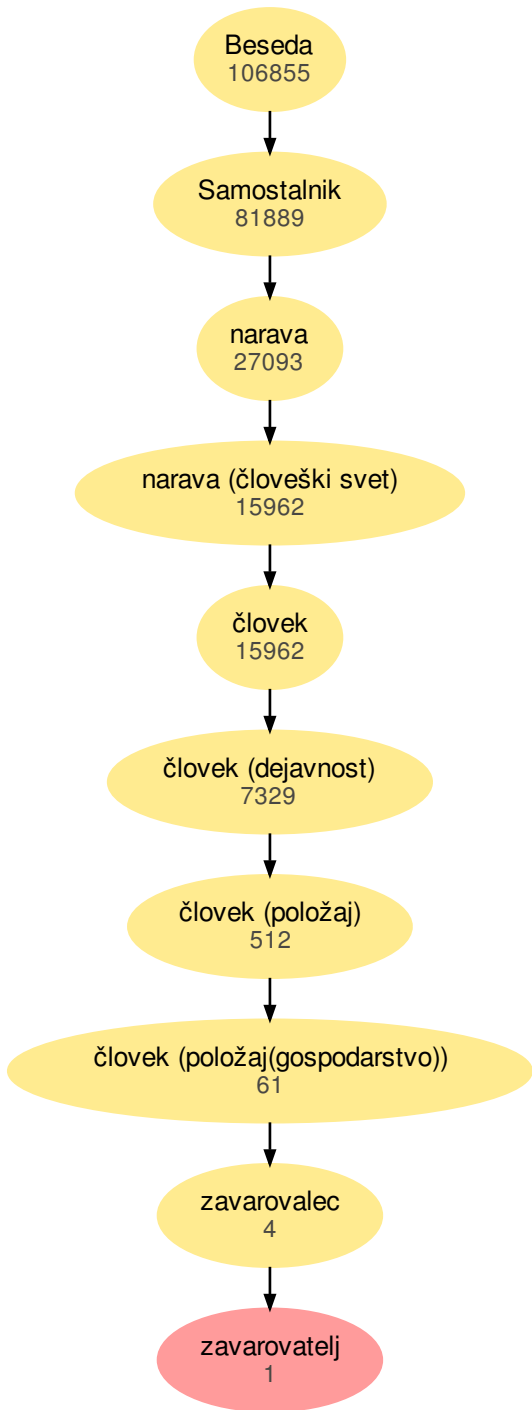 Beseda
106855
Samostalnik
81889
narava
27093
narava (človeški svet)
15962
človek
15962
človek (dejavnost)
7329
človek (položaj)
512
človek (položaj(gospodarstvo))
61
zavarovalec
4
zavarovatelj
1